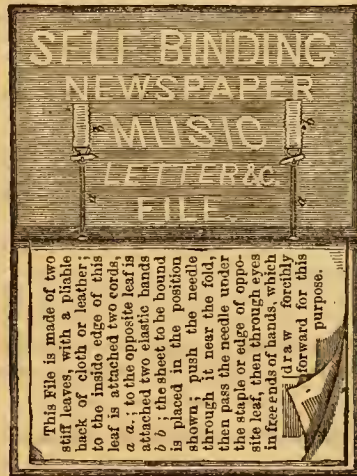 SELF BINDING
NEWSPAPER
MUSIC
LETTER &C.
FILE.
b b
a a
This File is made of two
stiff leaves, with a pliable
back of cloth or leather;
to the inside edge of this
leaf is attached two cords,
a a.; to the opposite leaf is
attached two elastic bands
b b; the sheet to be bound
is placed in the position
shown; push the needle
through it near the fold,
then pass the needle under
the staple or edge of oppo-
site leaf, then through eyes
in free ends of bands, which
draw forcibly
forward for this
purpose.